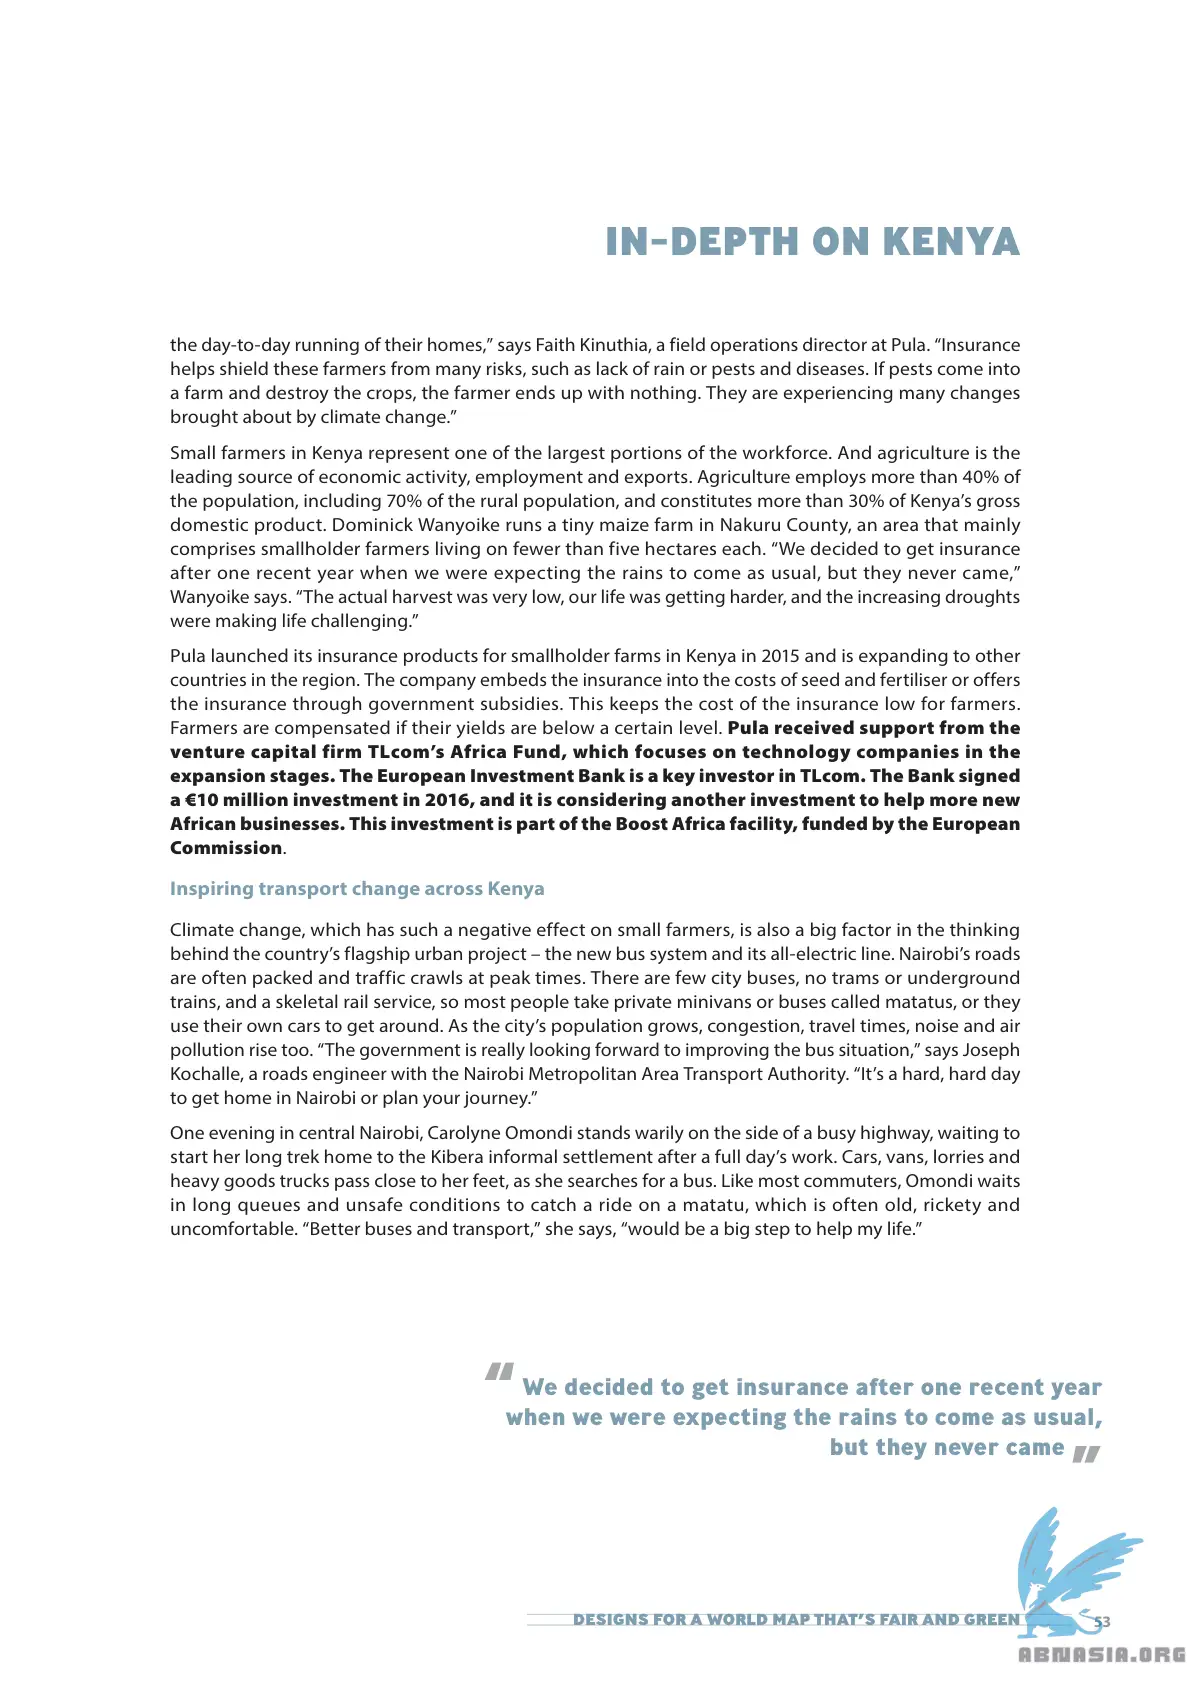 IN-DEPTH ON KENYA
the day-to-day running of their homes,” says Faith Kinuthia, a field operations director at Pula. “Insurance
helps shield these farmers from many risks, such as lack of rain or pests and diseases. If pests come into
a farm and destroy the crops, the farmer ends up with nothing. They are experiencing many changes
brought about by climate change.”
Small farmers in Kenya represent one of the largest portions of the workforce. And agriculture is the
leading source of economic activity, employment and exports. Agriculture employs more than 40% of
the population, including 70% of the rural population, and constitutes more than 30% of Kenya’s gross
domestic product. Dominick Wanyoike runs a tiny maize farm in Nakuru County, an area that mainly
comprises smallholder farmers living on fewer than five hectares each. “We decided to get insurance
after one recent year when we were expecting the rains to come as usual, but they never came,”
Wanyoike says. “The actual harvest was very low, our life was getting harder, and the increasing droughts
were making life challenging.”
Pula launched its insurance products for smallholder farms in Kenya in 2015 and is expanding to other
countries in the region. The company embeds the insurance into the costs of seed and fertiliser or offers
the insurance through government subsidies. This keeps the cost of the insurance low for farmers.
Farmers are compensated if their yields are below a certain level. Pula received support from the
venture capital firm TLcom’s Africa Fund, which focuses on technology companies in the
expansion stages. The European Investment Bank is a key investor in TLcom. The Bank signed
a €10 million investment in 2016, and it is considering another investment to help more new
African businesses. This investment is part of the Boost Africa facility, funded by the European
Commission.
Inspiring transport change across Kenya
Climate change, which has such a negative effect on small farmers, is also a big factor in the thinking
behind the country’s flagship urban project – the new bus system and its all-electric line. Nairobi’s roads
are often packed and traffic crawls at peak times. There are few city buses, no trams or underground
trains, and a skeletal rail service, so most people take private minivans or buses called matatus, or they
use their own cars to get around. As the city’s population grows, congestion, travel times, noise and air
pollution rise too. “The government is really looking forward to improving the bus situation,” says Joseph
Kochalle, a roads engineer with the Nairobi Metropolitan Area Transport Authority. “It’s a hard, hard day
to get home in Nairobi or plan your journey.”
One evening in central Nairobi, Carolyne Omondi stands warily on the side of a busy highway, waiting to
start her long trek home to the Kibera informal settlement after a full day’s work. Cars, vans, lorries and
heavy goods trucks pass close to her feet, as she searches for a bus. Like most commuters, Omondi waits
in long queues and unsafe conditions to catch a ride on a matatu, which is often old, rickety and
uncomfortable. “Better buses and transport,” she says, “would be a big step to help my life.”
" We decided to get insurance after one recent year
when we were expecting the rains to come as usual,
but they never came "
DESIGNS FOR A WORLD MAP THAT’S FAIR AND GREEN 53
ABNASIA.ORG